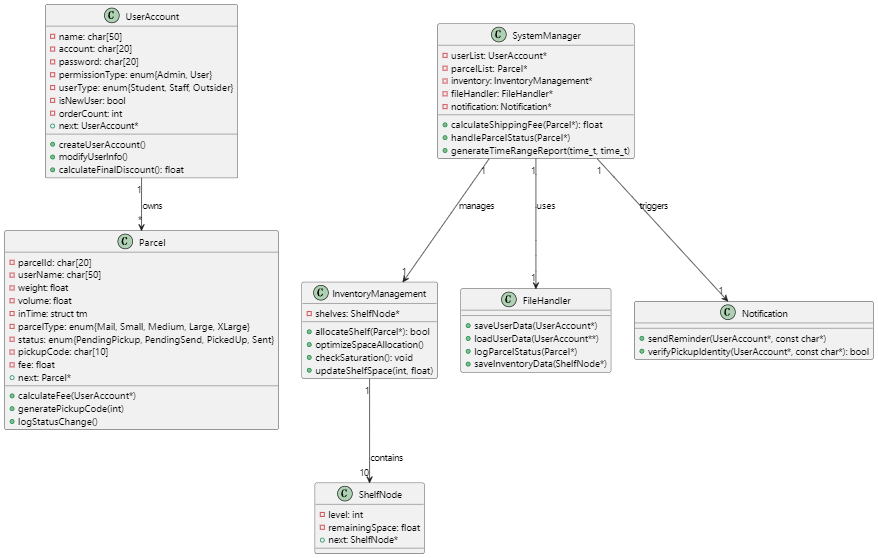 C UserAccount
name: char[50]
account: char[20]
password: char[20]
permissionType: enum{Admin, User}
userType: enum{Student, Staff, Outsider}
isNewUser: bool
orderCount: int
next: UserAccount*
createUserAccount()
modifyUserInfo()
calculateFinalDiscount(): float
1
owns
*
C Parcel
parcelId: char[20]
userName: char[50]
weight: float
volume: float
inTime: struct tm
parcelType: enum{Mail, Small, Medium, Large, XLarge}
status: enum{PendingPickup, PendingSend, PickedUp, Sent}
pickupCode: char[10]
fee: float
next: Parcel*
calculateFee(UserAccount*)
generatePickupCode(int)
logStatusChange()
C SystemManager
userList: UserAccount*
parcelList: Parcel*
inventory: InventoryManagement*
fileHandler: FileHandler*
notification: Notification*
calculateShippingFee(Parcel*): float
handleParcelStatus(Parcel*)
generateTimeRangeReport(time_t, time_t)
1
manages
1
1
uses
1
1
triggers
1
C InventoryManagement
shelves: ShelfNode*
allocateShelf(Parcel*): bool
optimizeSpaceAllocation()
checkSaturation(): void
updateShelfSpace(int, float)
C FileHandler
saveUserData(UserAccount*)
loadUserData(UserAccount**)
logParcelStatus(Parcel*)
saveInventoryData(ShelfNode*)
C Notification
sendReminder(UserAccount*, const char*)
verifyPickupIdentity(UserAccount*, const char*): bool
1
contains
10
C ShelfNode
level: int
remainingSpace: float
next: ShelfNode*